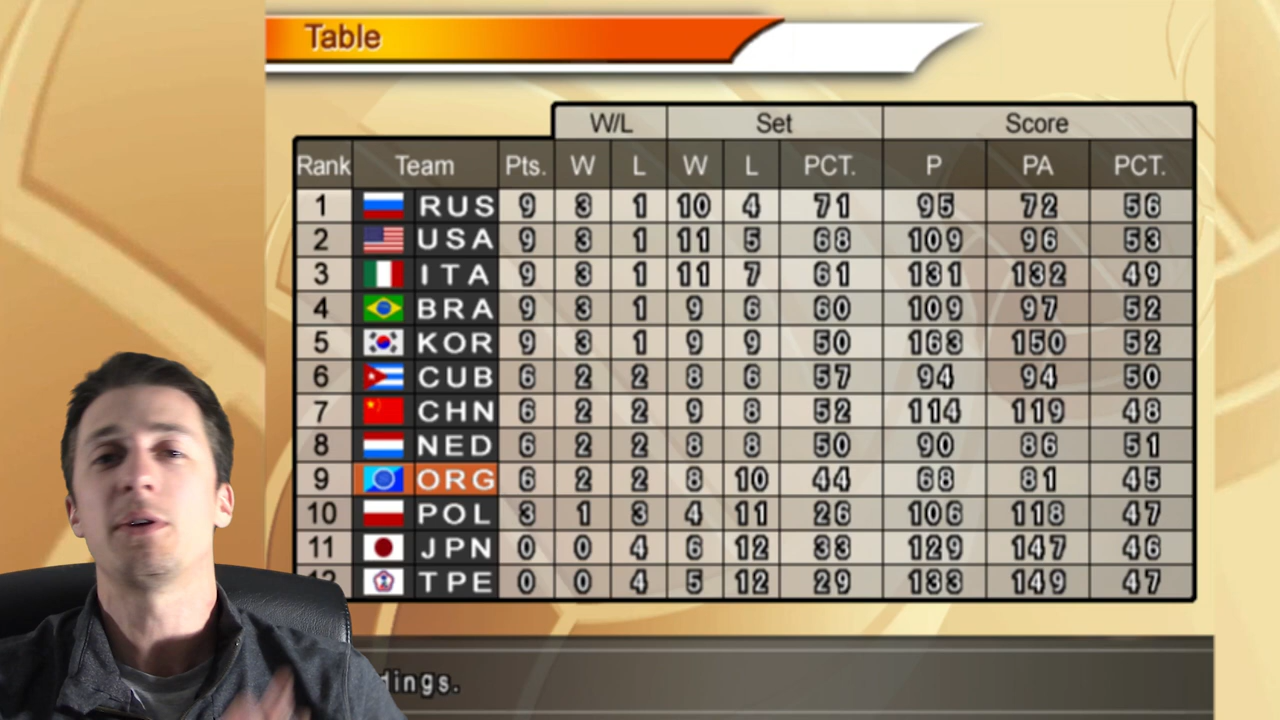 Table
W/L Set Score
Rank Team Pts. W L W L PCT. P PA PCT.
1 RUS 9 3 1 10 4 71 95 72 56
2 USA 9 3 1 11 5 68 109 96 53
3 ITA 9 3 1 11 7 61 131 132 49
4 BRA 9 3 1 9 6 60 109 97 52
5 KOR 9 3 1 9 9 50 163 150 52
6 CUB 6 2 2 8 6 57 94 94 50
7 CHN 6 2 2 9 8 52 114 119 48
8 NED 6 2 2 8 8 50 90 86 51
9 ORG 6 2 2 8 10 44 68 81 45
10 POL 3 1 3 4 11 26 106 118 47
11 JPN 0 0 4 6 12 33 129 147 46
12 TPE 0 0 4 5 12 29 133 149 47